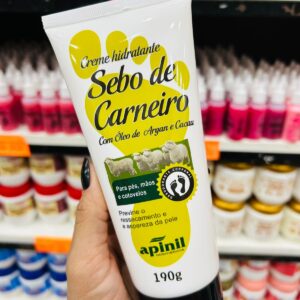 Creme hidratante
Sebo de
Carneiro
Com Óleo de Argan e Cacau
Para pés, mãos e
cotovelos
Previne o
ressecamento e
a aspereza da pele
apinil
190g